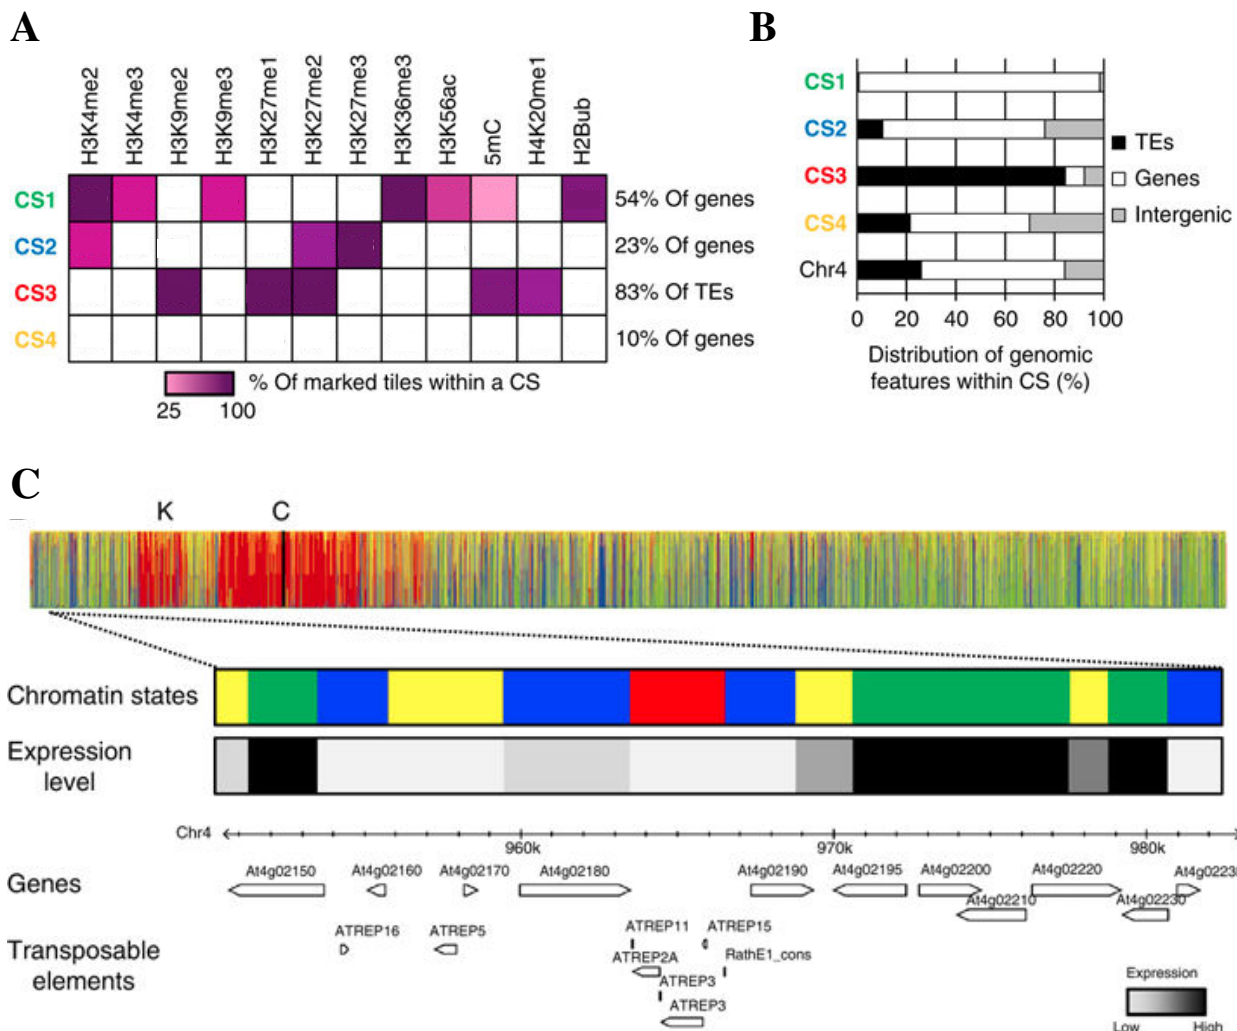 A
H3K4me2
H3K4me3
H3K9me2
H3K9me3
H3K27me1
H3K27me2
H3K27me3
H3K36me3
H3K56ac
5mC
H4K20me1
H2Bub
CS1 54% Of genes
CS2 23% Of genes
CS3 83% Of TEs
CS4 10% Of genes
% Of marked tiles within a CS
25 100
B
CS1
CS2
CS3
CS4
Chr4
TEs
Genes
Intergenic
0 20 40 60 80 100
Distribution of genomic
features within CS (%)
C
K C
Chromatin states
Expression
level
Chr4
960k 970k 980k
Genes
At4g02150 At4g02160 At4g02170 At4g02180 At4g02190 At4g02195 At4g02200 At4g02220 At4g0223
At4g02210 At4g02230
Transposable
elements
ATREP16 ATREP5 ATREP11 ATREP15
ATREP2A RathE1_cons
ATREP3
ATREP3
Expression
Low High